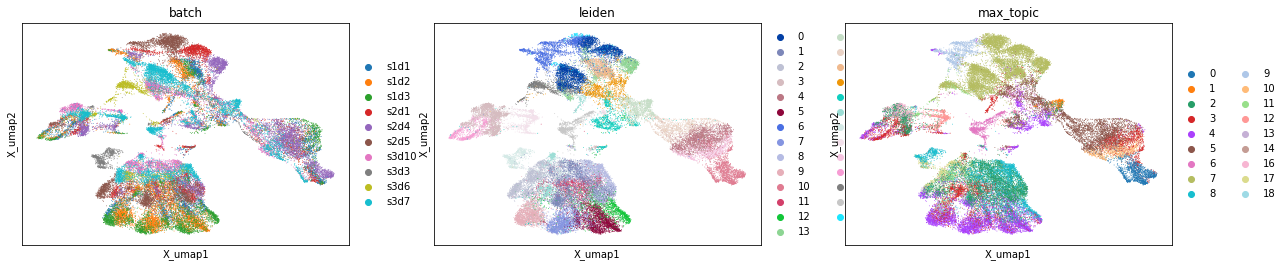 batch
X_umap2
X_umap1
s1d1
s1d2
s1d3
s2d1
s2d4
s2d5
s3d10
s3d3
s3d6
s3d7
leiden
X_umap2
X_umap1
0
1
2
3
4
5
6
7
8
9
10
11
12
13
max_topic
X_umap2
X_umap1
0
1
2
3
4
5
6
7
8
9
10
11
12
13
14
16
17
18